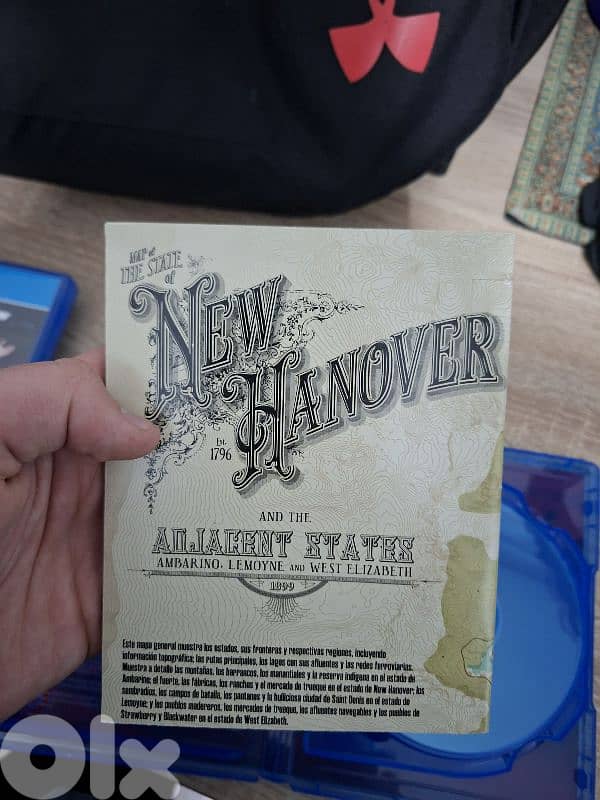 MAP of
THE STATE
of
NEW
HANOVER
Est.
1796
AND THE
ADJACENT STATES
AMBARINO, LEMOYNE AND WEST ELIZABETH
1899
Este mapa general muestra los estados, sus fronteras y respectivas regiones, incluyendo
información topográfica; las rutas principales, los lagos con sus afluentes y las redes ferroviarias.
Muestra a detalle las montañas, los barrancos, los manantiales y la reserva indígena en el estado de
Ambarino; el fuerte, las fábricas, los ranchos y el mercado de trueque en el estado de New Hanover; los
sembradíos, los campos de batalla, los pantanos y la bulliciosa ciudad de Saint Denis en el estado de
Lemoyne; y los pueblos madereros, los mercados de trueque, los afluentes navegables y los pueblos de
Strawberry y Blackwater en el estado de West Elizabeth.
Olx